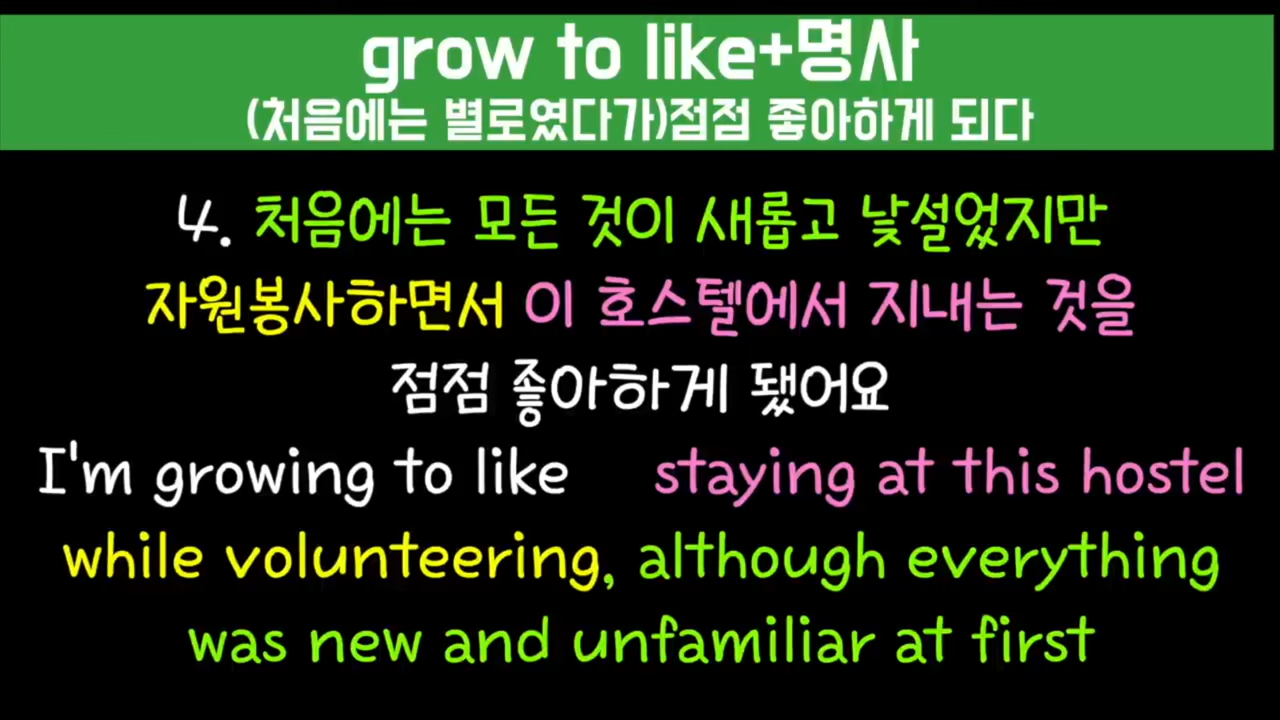 grow to like+명사
(처음에는 별로였다가)점점 좋아하게 되다
4. 처음에는 모든 것이 새롭고 낯설었지만
자원봉사하면서 이 호스텔에서 지내는 것을
점점 좋아하게 됐어요
I'm growing to like staying at this hostel
while volunteering, although everything
was new and unfamiliar at first